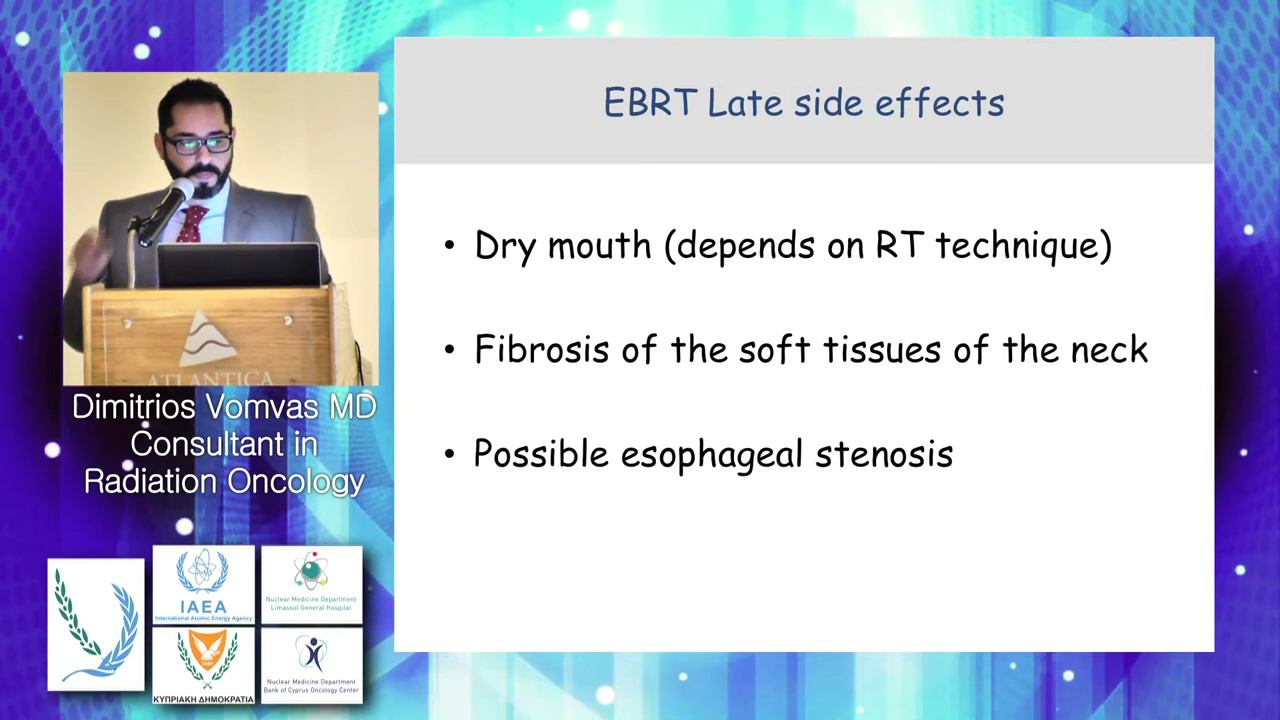 EBRT Late side effects
• Dry mouth (depends on RT technique)
• Fibrosis of the soft tissues of the neck
• Possible esophageal stenosis
ATLANTICA
Dimitrios Vomvas MD
Consultant in
Radiation Oncology
IAEA
International Atomic Energy Agency
Nuclear Medicine Department
Limassol General Hospital
ΚΥΠΡΙΑΚΗ ΔΗΜΟΚΡΑΤΙΑ
Nuclear Medicine Department
Bank of Cyprus Oncology Center